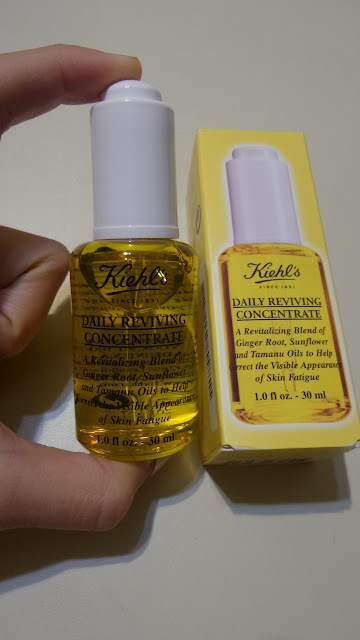 Kiehl's
SINCE 1851
DAILY REVIVING
CONCENTRATE
A Revitalizing Blend of
Ginger Root, Sunflower
and Tamanu Oils to Help
Correct the Visible Appearance
of Skin Fatigue
1.0 fl. oz. - 30 ml
Kiehl's
SINCE 1851
DAILY REVIVING
CONCENTRATE
A Revitalizing Blend of
Ginger Root, Sunflower
and Tamanu Oils to Help
Correct the Visible Appearance
of Skin Fatigue
1.0 fl. oz. - 30 ml